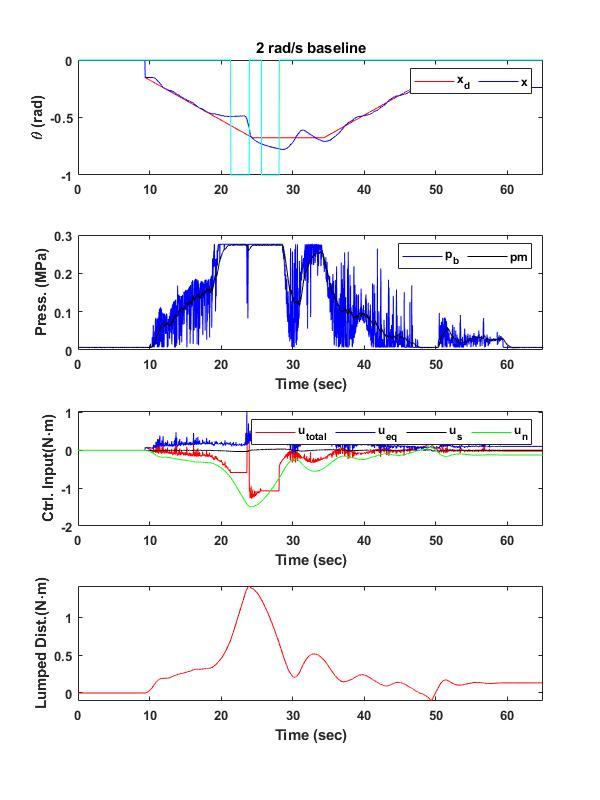 2 rad/s baseline
θ (rad)
0
-0.5
-1
x_d x
0 10 20 30 40 50 60
Press. (MPa)
0.3
0.2
0.1
0
p_b pm
0 10 20 30 40 50 60
Time (sec)
Ctrl. Input(N·m)
1
0
-1
-2
u_total u_eq u_s u_n
0 10 20 30 40 50 60
Time (sec)
Lumped Dist.(N·m)
1
0.5
0
0 10 20 30 40 50 60
Time (sec)